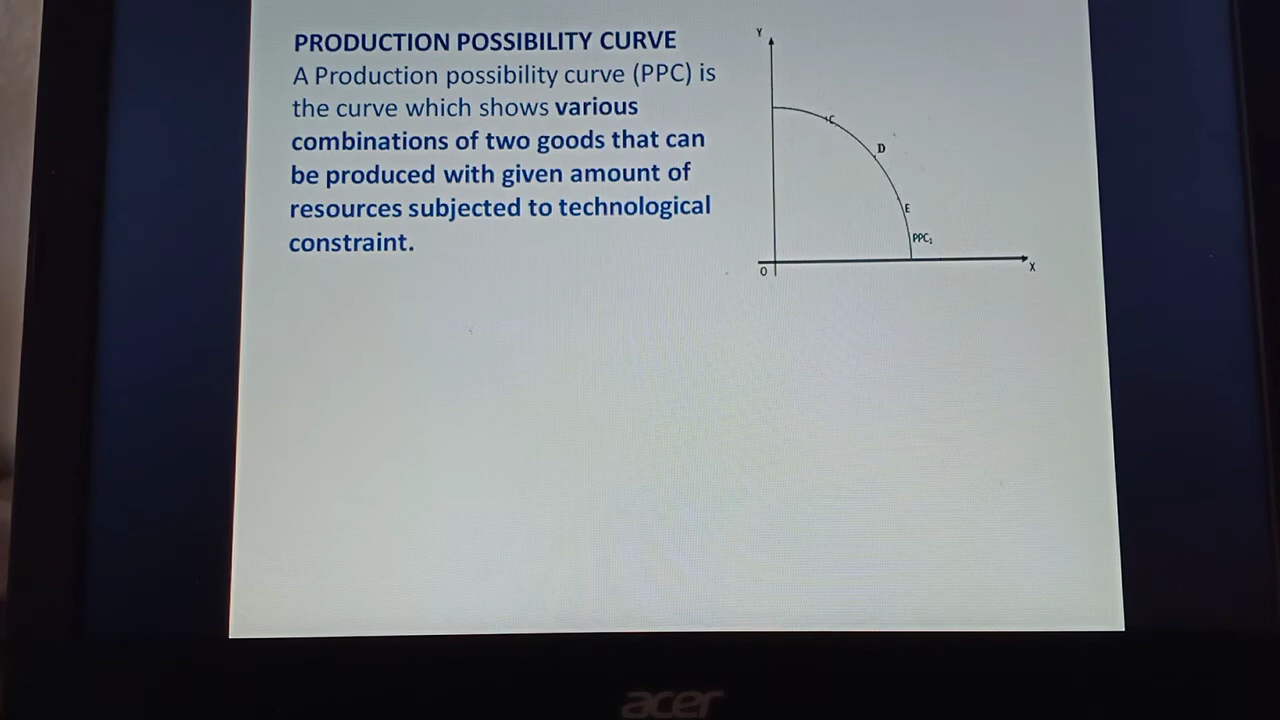 PRODUCTION POSSIBILITY CURVE
A Production possibility curve (PPC) is
the curve which shows various
combinations of two goods that can
be produced with given amount of
resources subjected to technological
constraint.
Y
C
D
E
PPC₁
O
X
acer